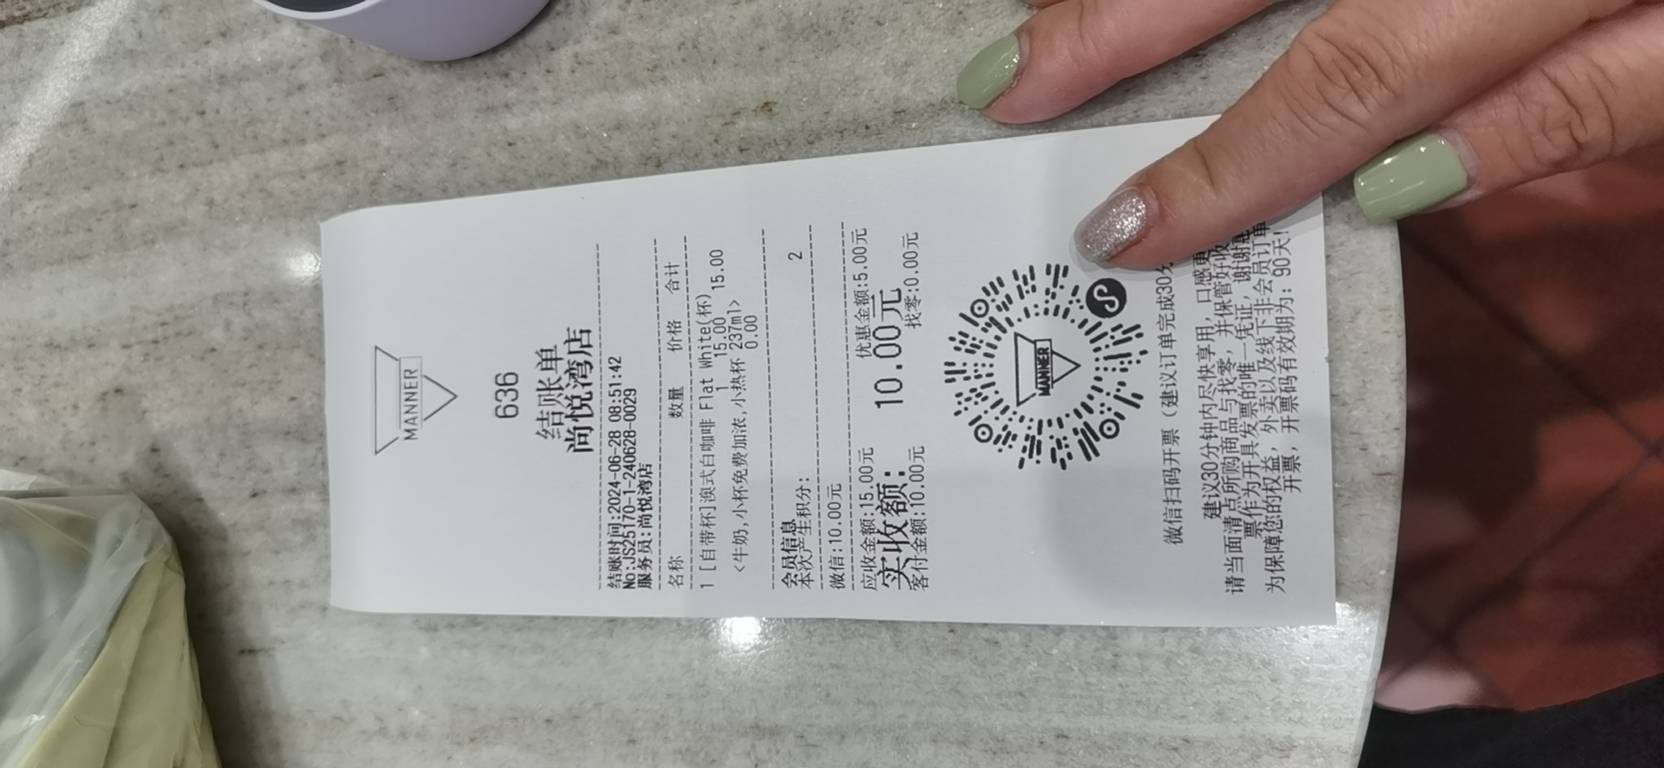 MANNER
636
结账单
尚悦湾店
结账时间:2024-06-28 08:51:42
No:JS25170-1-240628-0029
服务员:尚悦湾店
名称 数量 价格 合计
1 [自带杯]澳式白咖啡 Flat White(杯)
1 15.00 15.00
<牛奶,小杯免费加浓,小热杯 237ml>
0.00
会员信息
本次产生积分: 2
微信:10.00元
应收金额:15.00元 优惠金额:5.00元
实收额: 10.00元
客付金额:10.00元 找零:0.00元
MANNER
微信扫码开票（建议订单完成30分
建议30分钟内尽快享用，口感更
请当面清点所购商品与找零，并保管好收
票作为开具发票的唯一凭证，谢谢
为保障您的权益，外卖以及线下非会员订单
开票，开票码有效期为：90天!